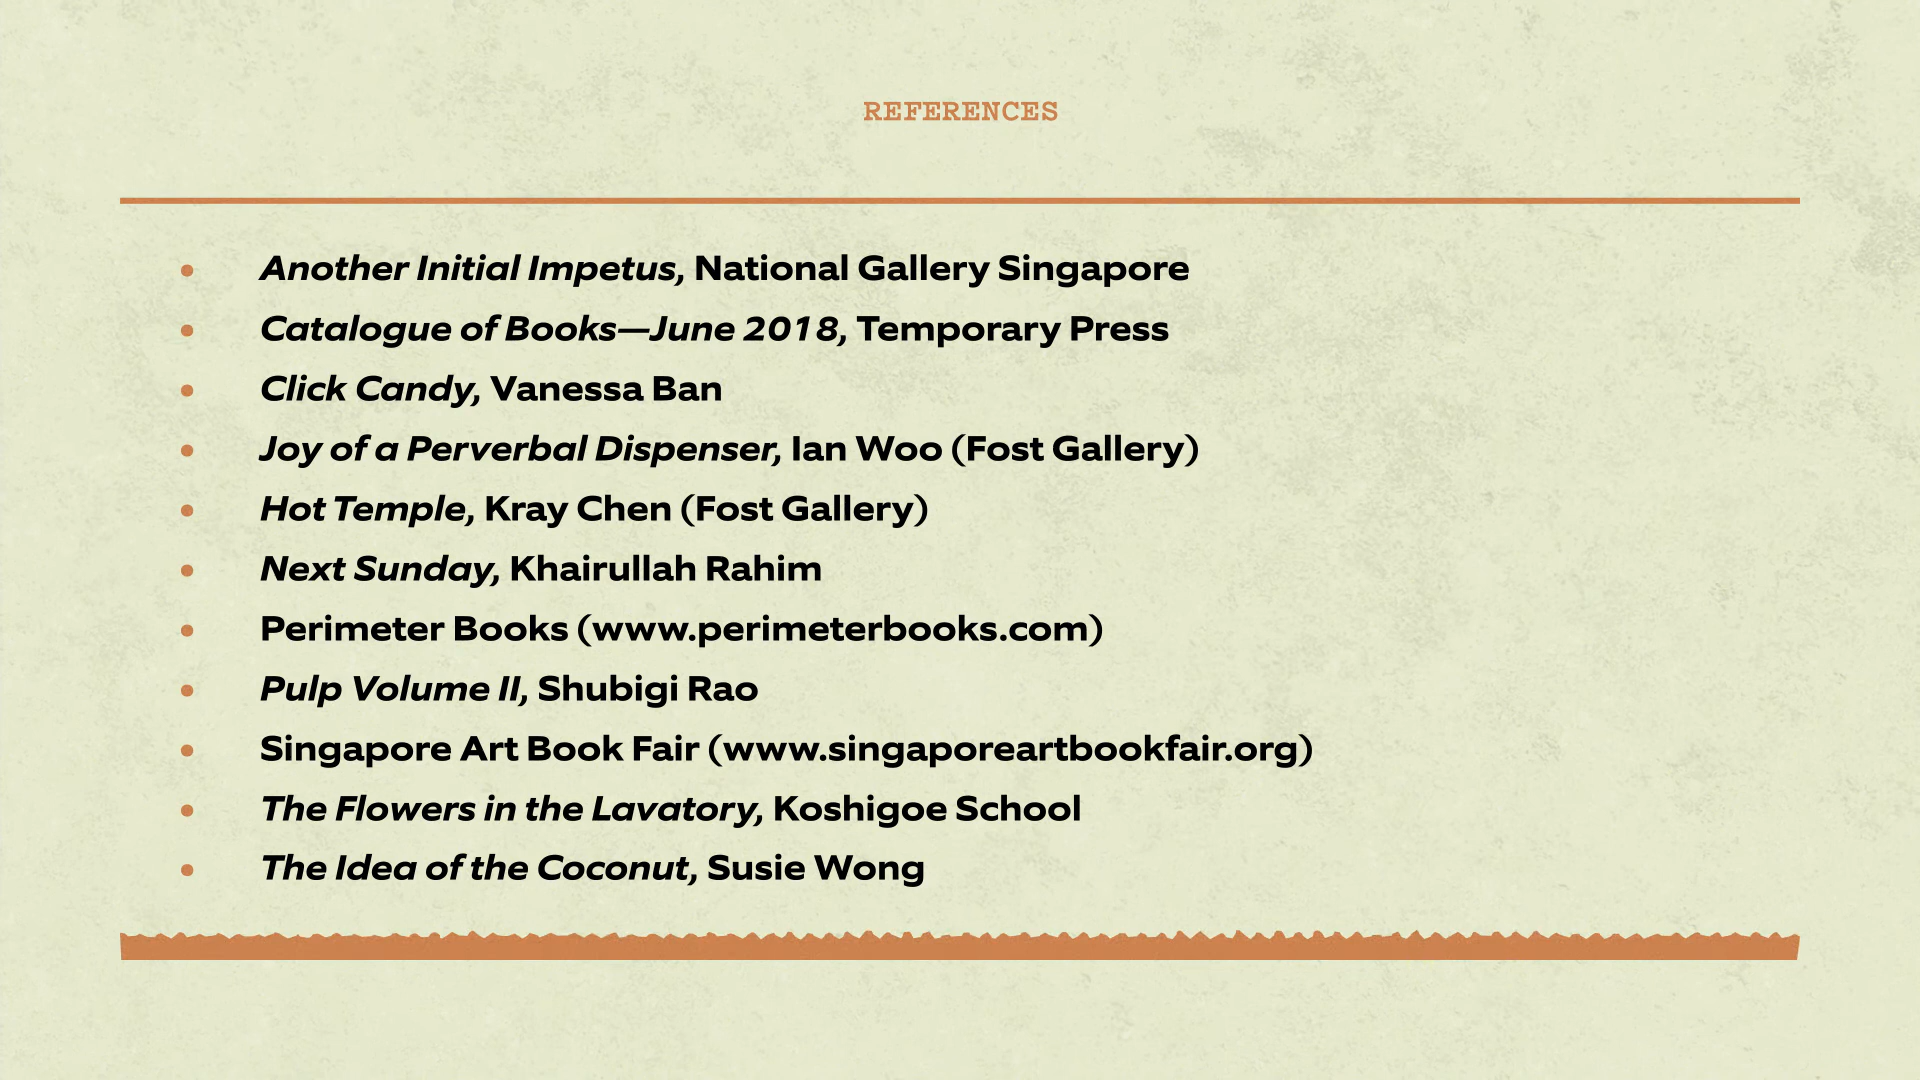 REFERENCES
• Another Initial Impetus, National Gallery Singapore
• Catalogue of Books—June 2018, Temporary Press
• Click Candy, Vanessa Ban
• Joy of a Perverbal Dispenser, Ian Woo (Fost Gallery)
• Hot Temple, Kray Chen (Fost Gallery)
• Next Sunday, Khairullah Rahim
• Perimeter Books (www.perimeterbooks.com)
• Pulp Volume II, Shubigi Rao
• Singapore Art Book Fair (www.singaporeartbookfair.org)
• The Flowers in the Lavatory, Koshigoe School
• The Idea of the Coconut, Susie Wong